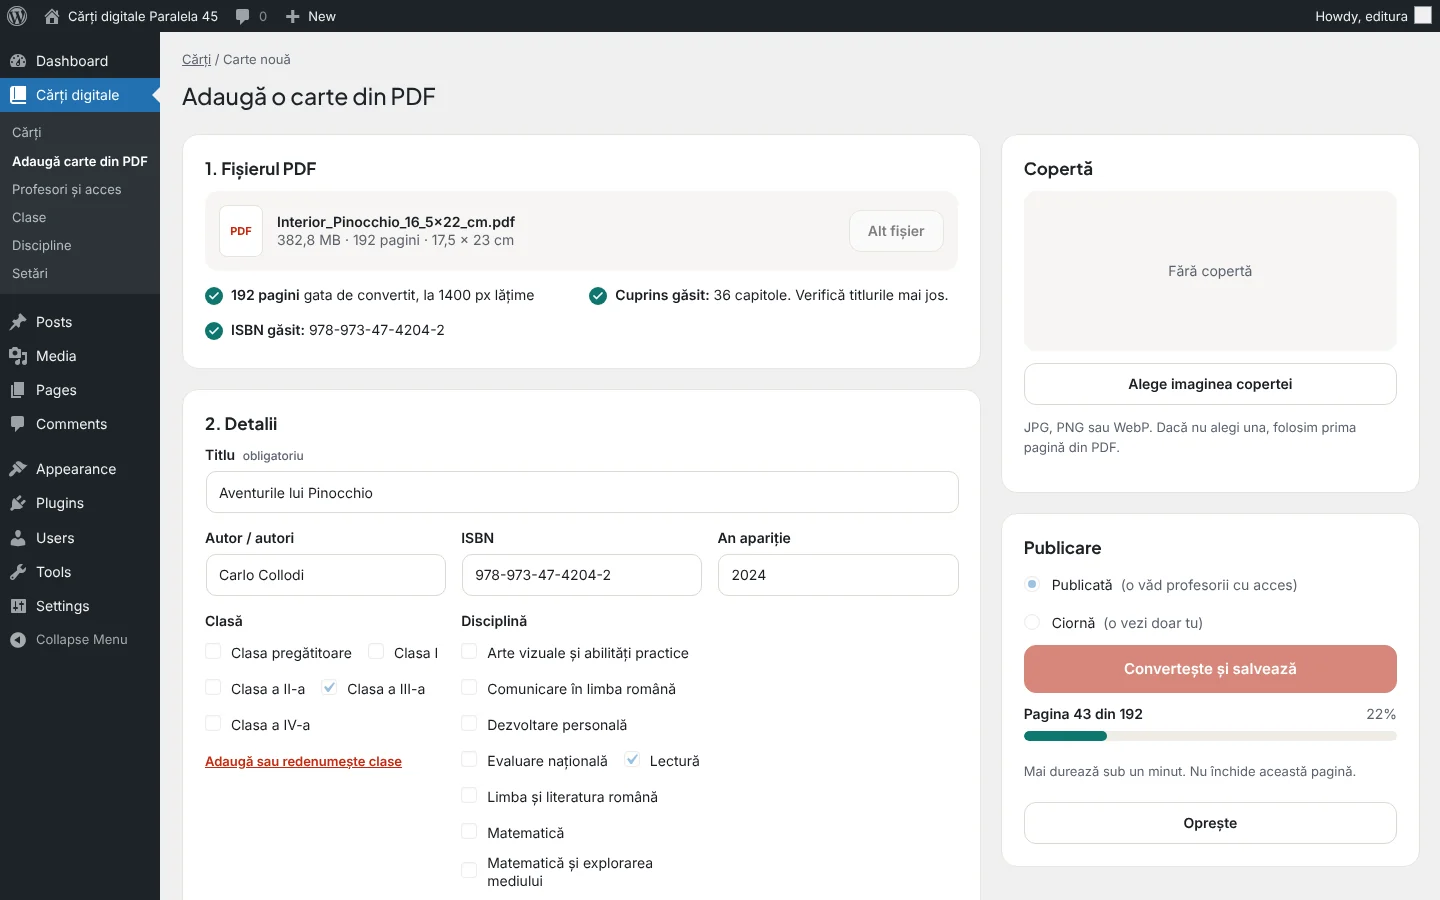 Cărți digitale Paralela 45
0
New
Howdy, editura
Dashboard
Cărți digitale
Cărți
Adaugă carte din PDF
Profesori și acces
Clase
Discipline
Setări
Posts
Media
Pages
Comments
Appearance
Plugins
Users
Tools
Settings
Collapse Menu
Cărți / Carte nouă
Adaugă o carte din PDF
1. Fișierul PDF
PDF
Interior_Pinocchio_16_5×22_cm.pdf
382,8 MB · 192 pagini · 17,5 × 23 cm
Alt fișier
192 pagini gata de convertit, la 1400 px lățime
Cuprins găsit: 36 capitole. Verifică titlurile mai jos.
ISBN găsit: 978-973-47-4204-2
2. Detalii
Titlu obligatoriu
Aventurile lui Pinocchio
Autor / autori
ISBN
An apariție
Carlo Collodi
978-973-47-4204-2
2024
Clasă
Clasa pregătitoare
Clasa I
Clasa a II-a
Clasa a III-a
Clasa a IV-a
Adaugă sau redenumește clase
Disciplină
Arte vizuale și abilități practice
Comunicare în limba română
Dezvoltare personală
Evaluare națională
Lectură
Limba și literatura română
Matematică
Matematică și explorarea
mediului
Copertă
Fără copertă
Alege imaginea copertei
JPG, PNG sau WebP. Dacă nu alegi una, folosim prima
pagină din PDF.
Publicare
Publicată (o văd profesorii cu acces)
Ciornă (o vezi doar tu)
Convertește și salvează
Pagina 43 din 192
22%
Mai durează sub un minut. Nu închide această pagină.
Oprește